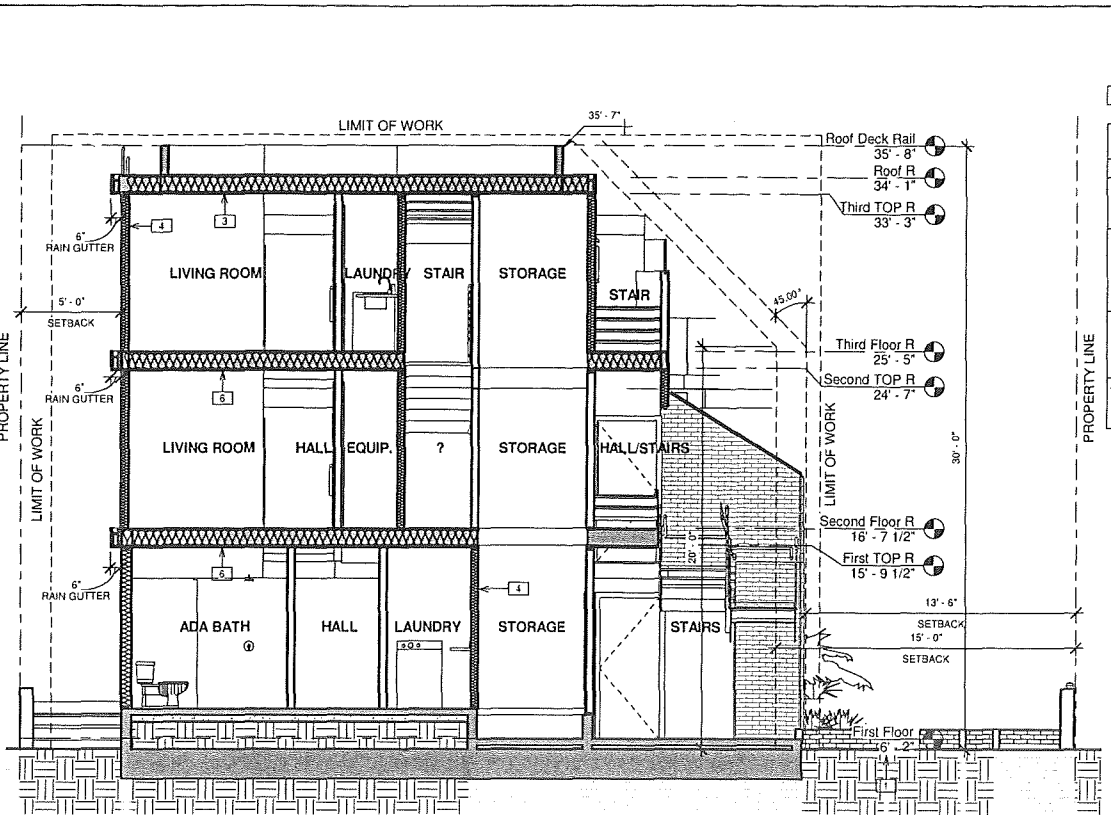 35' - 7"
LIMIT OF WORK
Roof Deck Rail
35' - 8"
Roof R
34' - 1"
Third TOP R
33' - 3"
3
4
6"
RAIN GUTTER
LIVING ROOM
LAUNDRY
STAIR
STORAGE
STAIR
45.00°
5' - 0"
SETBACK
PROPERTY LINE
PROPERTY LINE
Third Floor R
25' - 5"
Second TOP R
24' - 7"
6"
RAIN GUTTER
6
LIMIT OF WORK
LIMIT OF WORK
30' - 0"
LIVING ROOM
HALL
EQUIP.
?
STORAGE
HALL/STAIRS
Second Floor R
16' - 7 1/2"
First TOP R
15' - 9 1/2"
20' - 0"
6"
RAIN GUTTER
6
4
13' - 6"
SETBACK
15' - 0"
SETBACK
ADA BATH
HALL
LAUNDRY
STORAGE
STAIRS
First Floor
6' - 2"
1